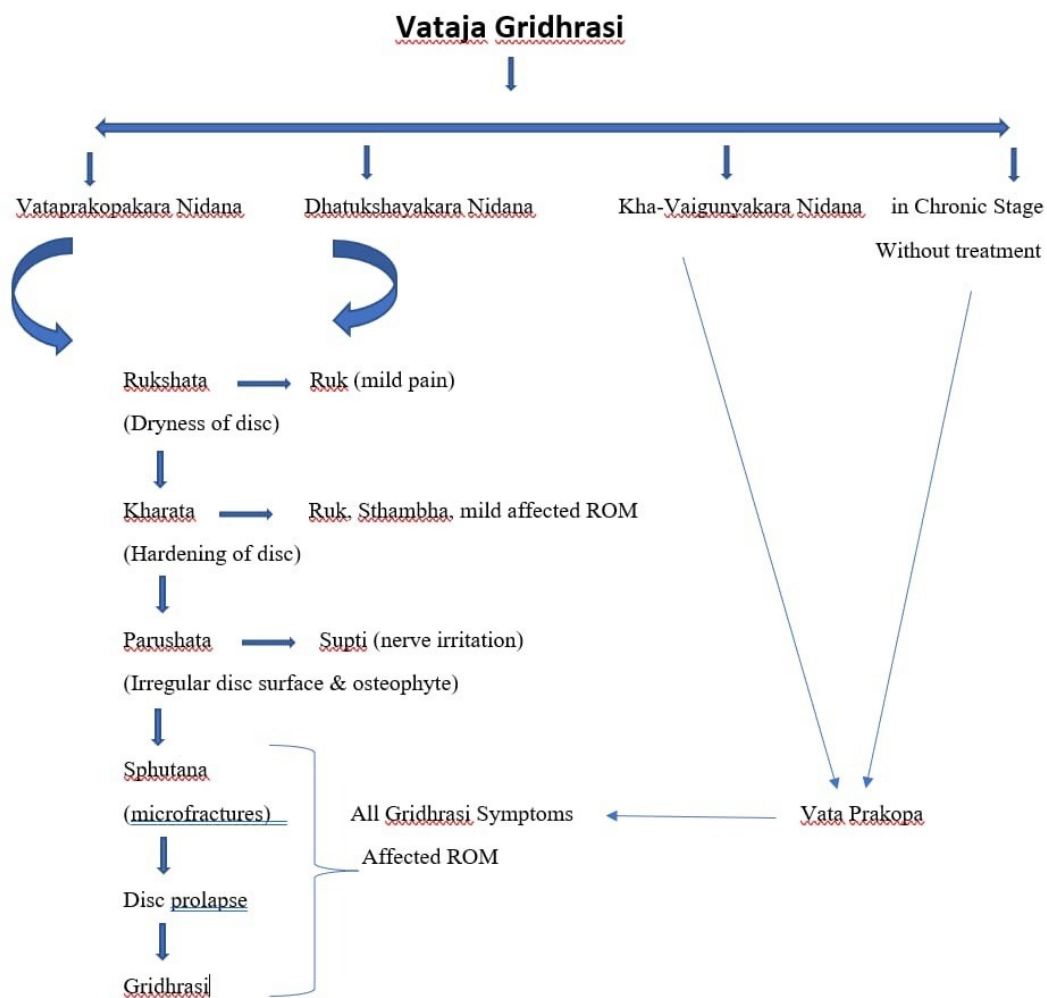 Vataja Gridhrasi
Vataprakopakara Nidana
Dhatukshayakara Nidana
Kha-Vaigunyakara Nidana
in Chronic Stage
Without treatment
Rukshata
Ruk (mild pain)
(Dryness of disc)
Kharata
Ruk, Sthambha, mild affected ROM
(Hardening of disc)
Parushata
Supti (nerve irritation)
(Irregular disc surface & osteophyte)
Sphutana
(microfractures)
All Gridhrasi Symptoms
Vata Prakopa
Affected ROM
Disc prolapse
Gridhrasi